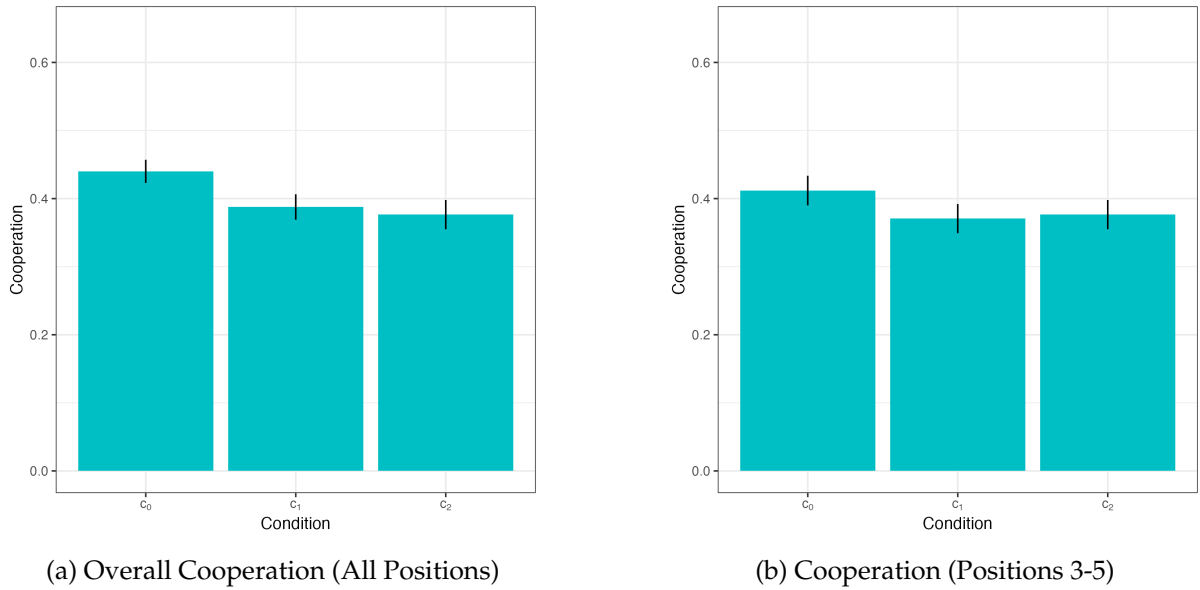 0.6
0.4
0.2
0.0
Cooperation
c₀ c₁ c₂
Condition
(a) Overall Cooperation (All Positions)
0.6
0.4
0.2
0.0
Cooperation
c₀ c₁ c₂
Condition
(b) Cooperation (Positions 3-5)